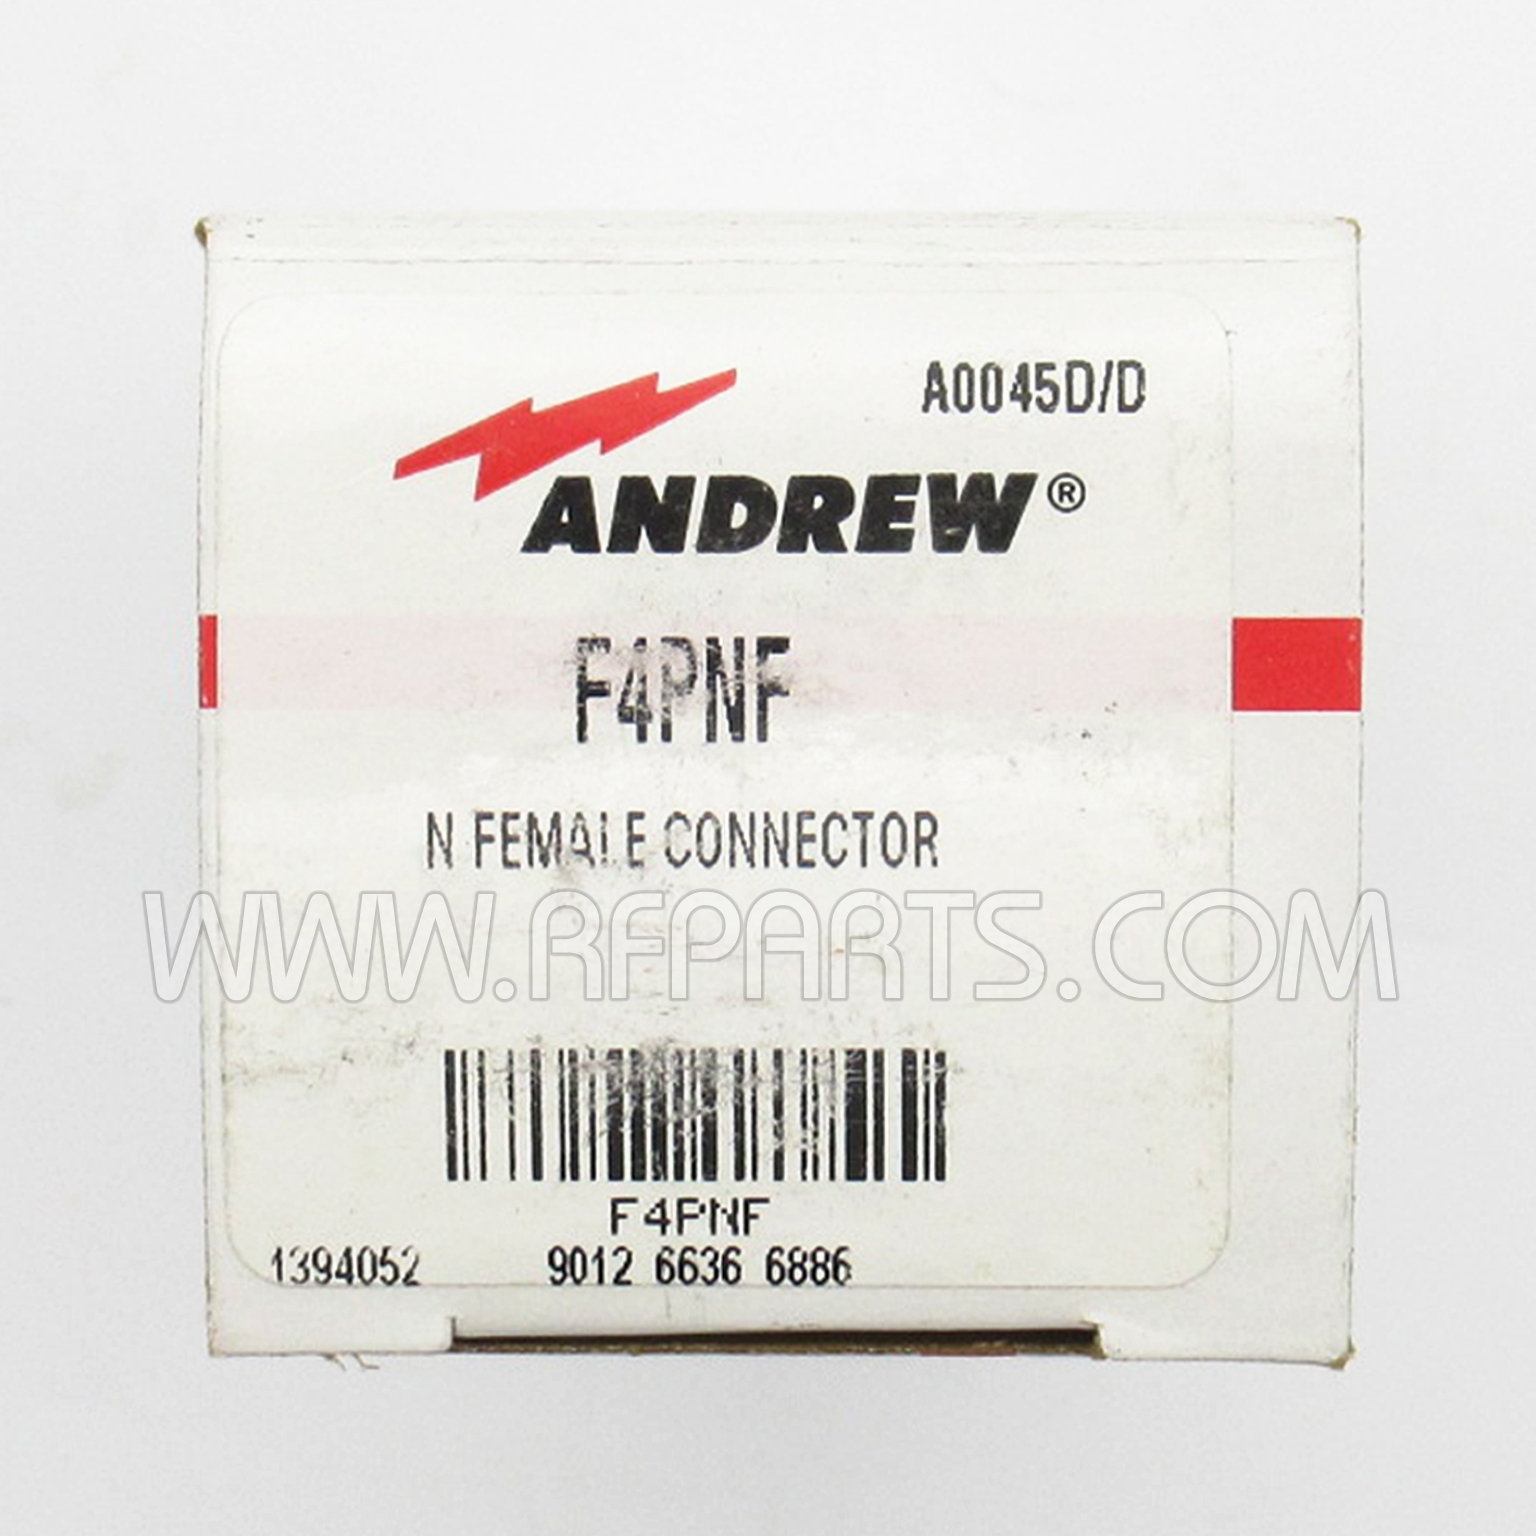 A0045D/D
ANDREW®
F4PNF
N FEMALE CONNECTOR
WWW.RFPARTS.COM
F4PNF
1394052 9012 6636 6886